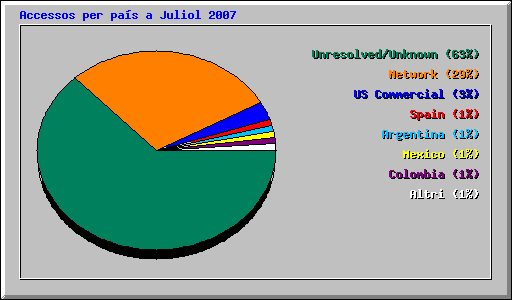 Accessos per país a Juliol 2007
Unresolved/Unknown (63%)
Network (29%)
US Commercial (3%)
Spain (1%)
Argentina (1%)
Mexico (1%)
Colombia (1%)
Altri (1%)